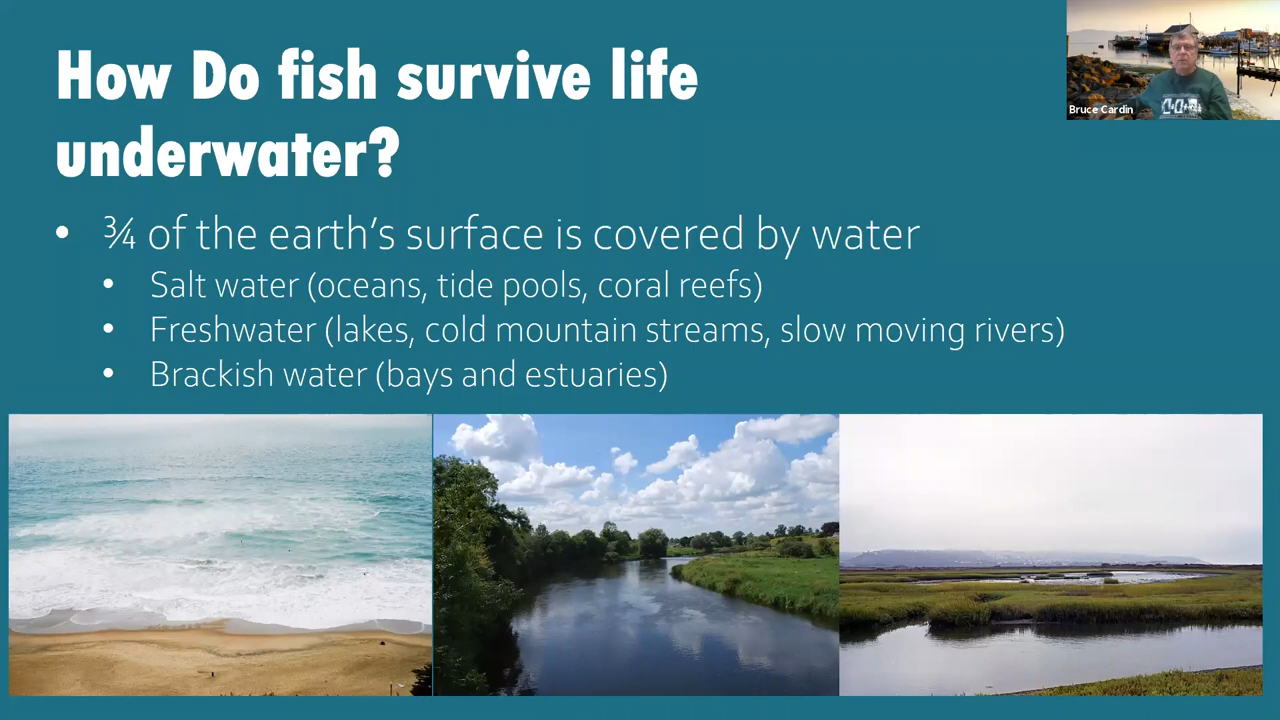 How Do fish survive life
underwater?
• ¾ of the earth’s surface is covered by water
• Salt water (oceans, tide pools, coral reefs)
• Freshwater (lakes, cold mountain streams, slow moving rivers)
• Brackish water (bays and estuaries)
Bruce Cardin